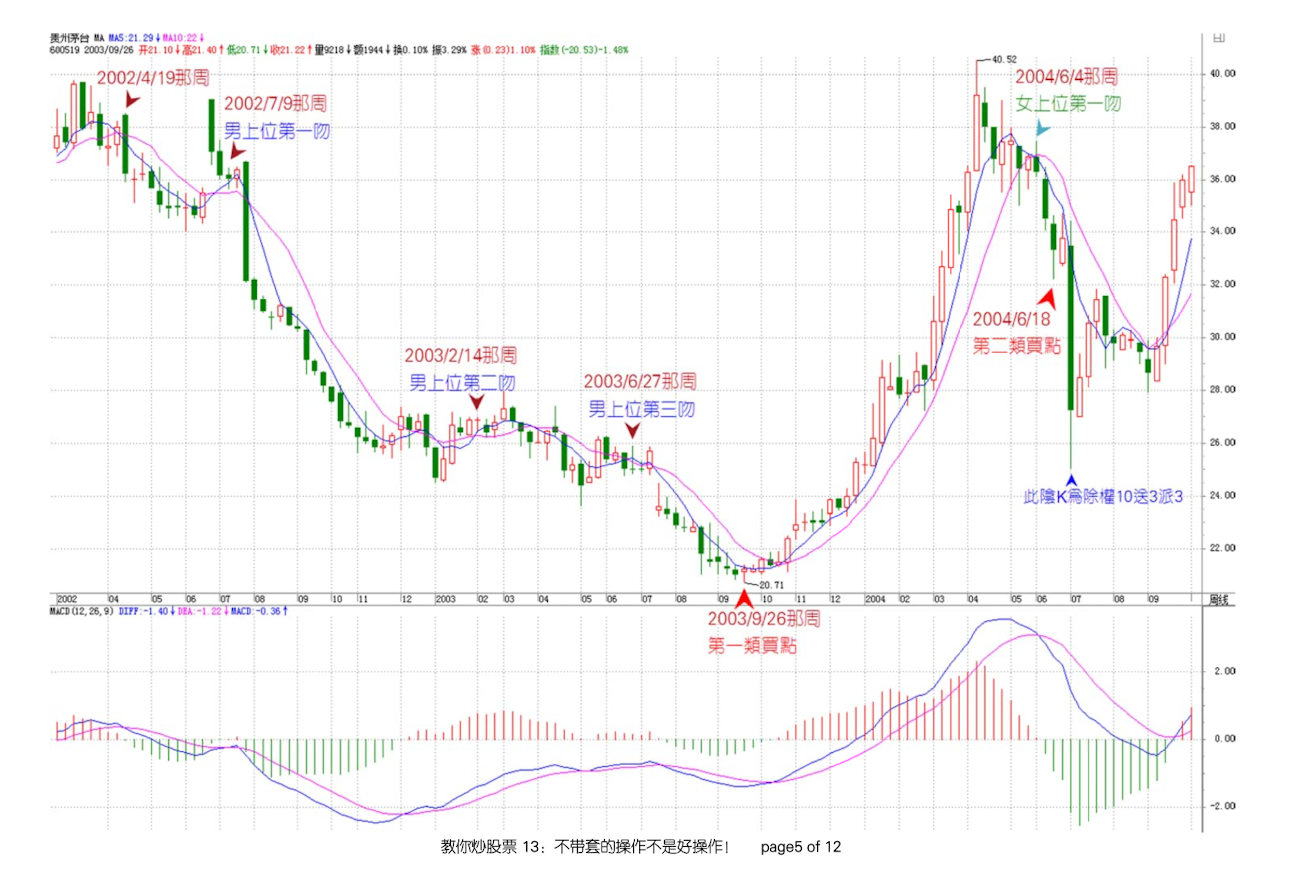 贵州茅台 MA MA5:21.29↓MA10:22↓
600519 2003/09/26 开21.10↓高21.40↑低20.71↓收21.22↑量9218↓额1944↓换0.10% 振3.29% 涨(0.23)1.10% 指数(-20.53)-1.48%
40.52
40.00
2002/4/19那周
2004/6/4那周
2002/7/9那周
女上位第一吻
男上位第一吻
38.00
36.00
34.00
32.00
2004/6/18
第二類買點
30.00
2003/2/14那周
男上位第二吻
2003/6/27那周
男上位第三吻
28.00
26.00
此陰K為除權10送3派3
24.00
22.00
20.71
2002 04 05 06 07 08 09 10 11 12 2003 02 03 04 05 06 07 08 09 10 11 12 2004 02 03 04 05 06 07 08 09 周线
MACD(12,26,9) DIFF:-1.40↓DEA:-1.22↓MACD:-0.36↑
2003/9/26那周
第一類買點
2.00
0.00
-2.00
教你炒股票 13：不带套的操作不是好操作！ page5 of 12